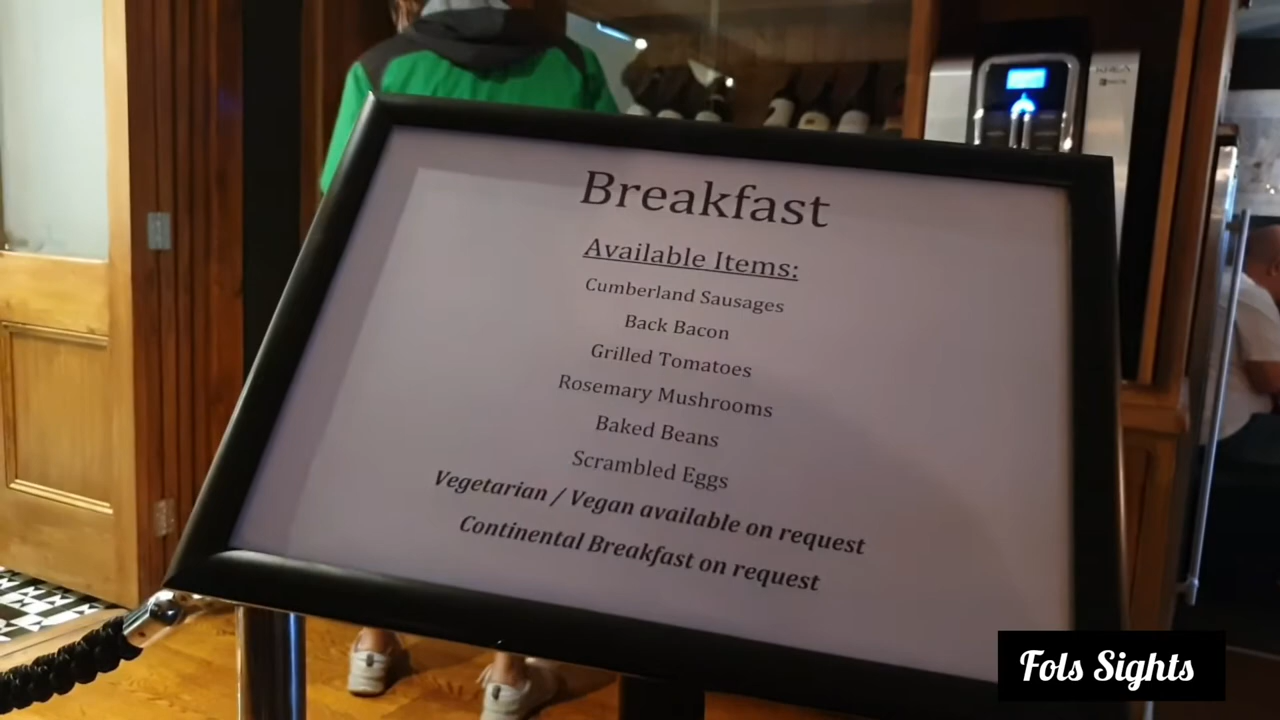 Breakfast
Available Items:
Cumberland Sausages
Back Bacon
Grilled Tomatoes
Rosemary Mushrooms
Baked Beans
Scrambled Eggs
Vegetarian / Vegan available on request
Continental Breakfast on request
Fols Sights